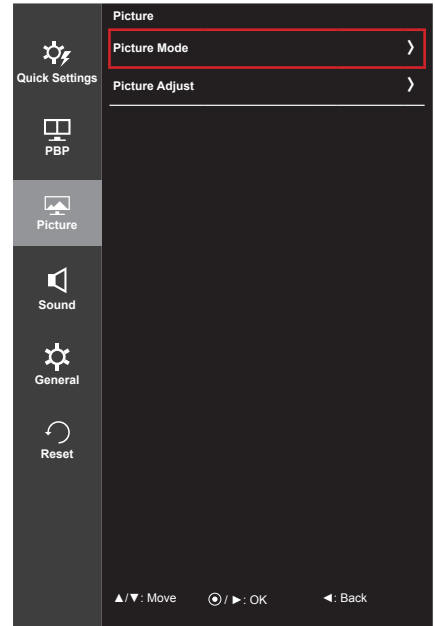 Picture
Picture Mode
Picture Adjust
Quick Settings
PBP
Picture
Sound
General
Reset
▲/▼: Move ◉ / ►: OK ◄: Back